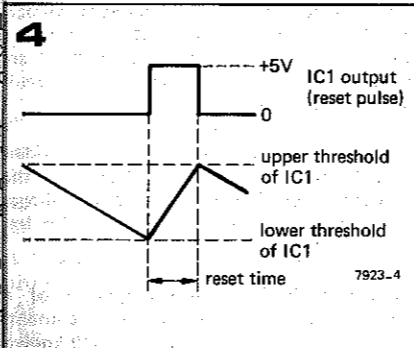 4
+5V
IC1 output
(reset pulse)
0
upper threshold
of IC1
lower threshold
of IC1
reset time
7923-4